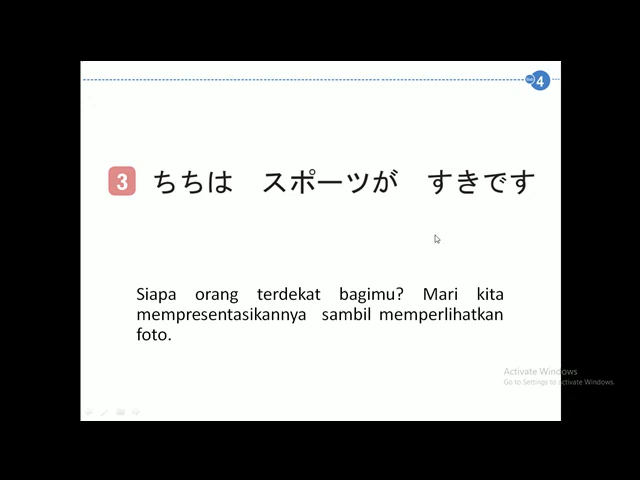 4
3 ちちは スポーツが すきです
Siapa orang terdekat bagimu? Mari kita
mempresentasikannya sambil memperlihatkan
foto.
Activate Windows
Go to Settings to activate Windows.